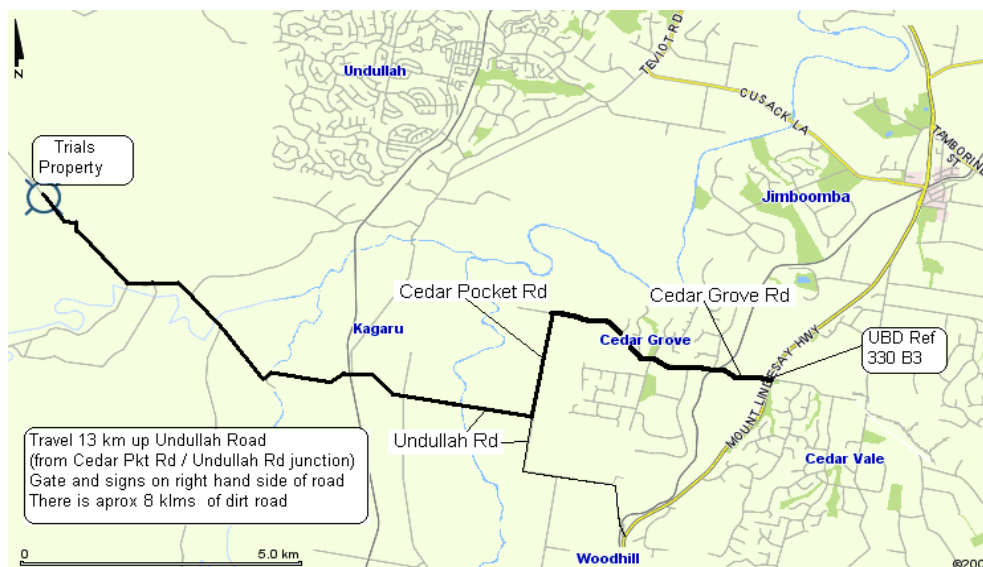 N
Undullah
TEVIOT RD
CUSACK LA
TAMBORINE
ST
Trials
Property
Jimboomba
Cedar Pocket Rd
Cedar Grove Rd
Kagaru
Cedar Grove
UBD Ref
330 B3
MOUNT LINDESAY HWY
Undullah Rd
Travel 13 km up Undullah Road
(from Cedar Pkt Rd / Undullah Rd junction)
Gate and signs on right hand side of road
There is aprox 8 klms of dirt road
Cedar Vale
0
5.0 km
Woodhill